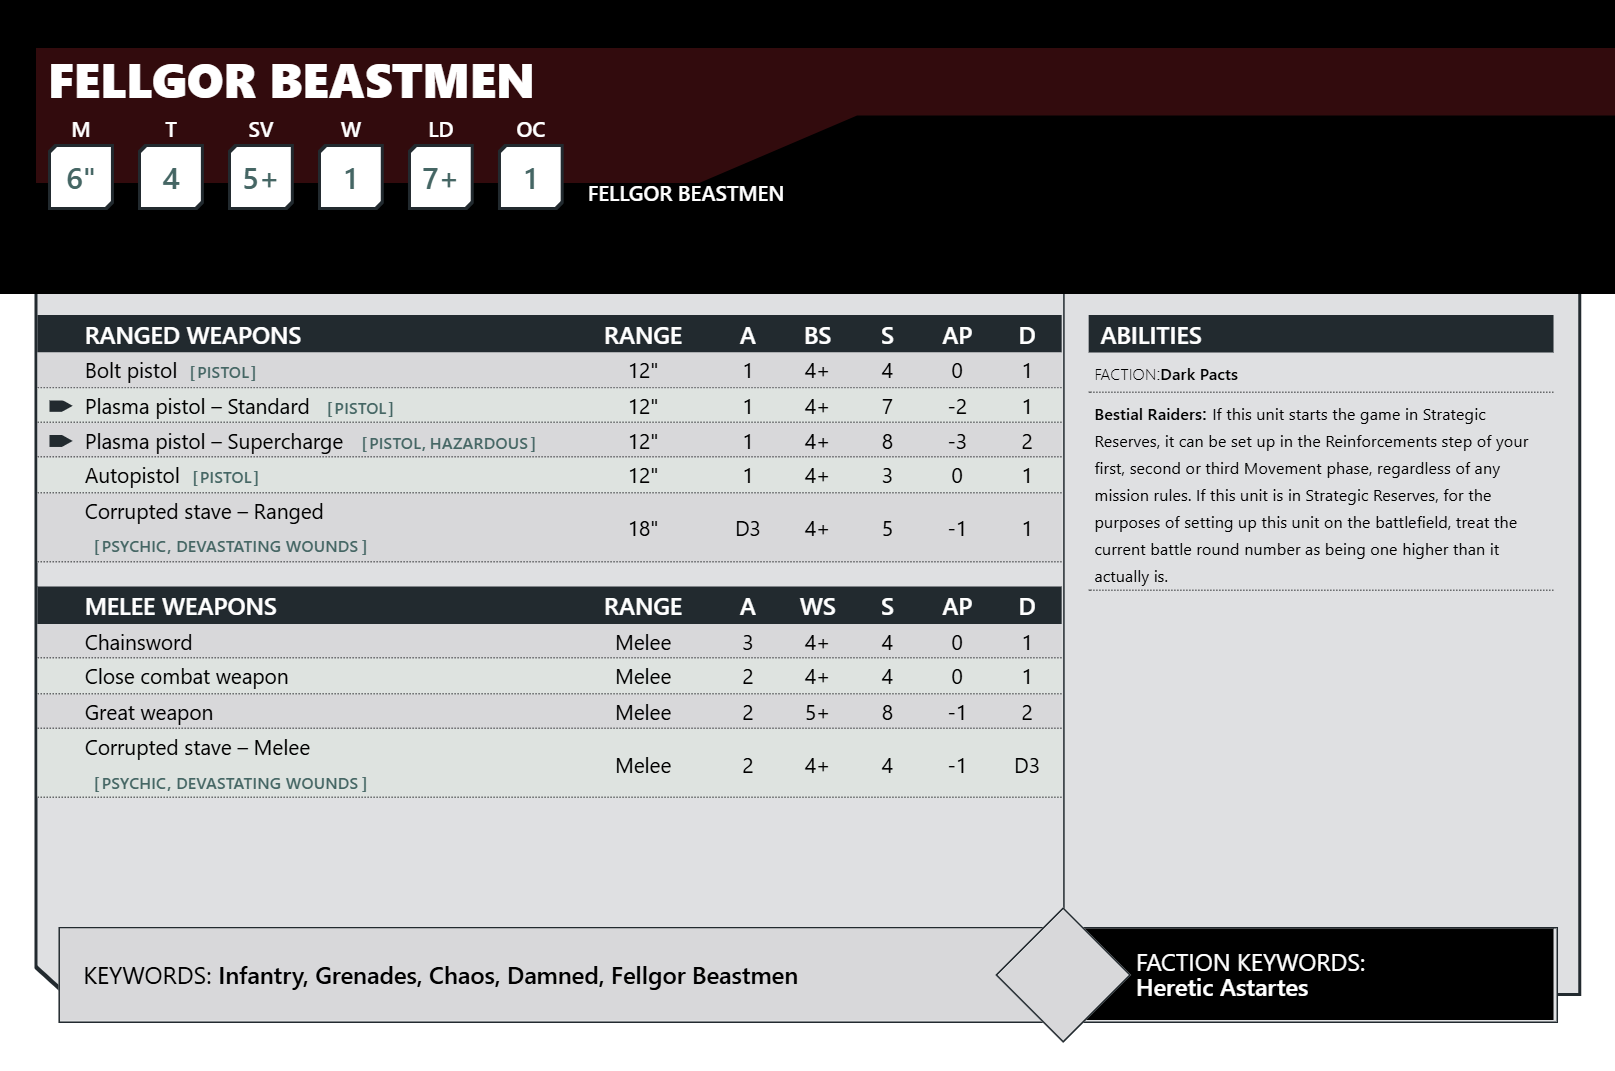 FELLGOR BEASTMEN
M T SV W LD OC
6" 4 5+ 1 7+ 1
FELLGOR BEASTMEN
RANGED WEAPONS RANGE A BS S AP D
Bolt pistol [PISTOL] 12" 1 4+ 4 0 1
Plasma pistol – Standard [PISTOL] 12" 1 4+ 7 -2 1
Plasma pistol – Supercharge [PISTOL, HAZARDOUS] 12" 1 4+ 8 -3 2
Autopistol [PISTOL] 12" 1 4+ 3 0 1
Corrupted stave – Ranged
18" D3 4+ 5 -1 1
[PSYCHIC, DEVASTATING WOUNDS]
MELEE WEAPONS RANGE A WS S AP D
Chainsword Melee 3 4+ 4 0 1
Close combat weapon Melee 2 4+ 4 0 1
Great weapon Melee 2 5+ 8 -1 2
Corrupted stave – Melee
Melee 2 4+ 4 -1 D3
[PSYCHIC, DEVASTATING WOUNDS]
ABILITIES
FACTION:Dark Pacts
Bestial Raiders: If this unit starts the game in Strategic
Reserves, it can be set up in the Reinforcements step of your
first, second or third Movement phase, regardless of any
mission rules. If this unit is in Strategic Reserves, for the
purposes of setting up this unit on the battlefield, treat the
current battle round number as being one higher than it
actually is.
KEYWORDS: Infantry, Grenades, Chaos, Damned, Fellgor Beastmen
FACTION KEYWORDS:
Heretic Astartes